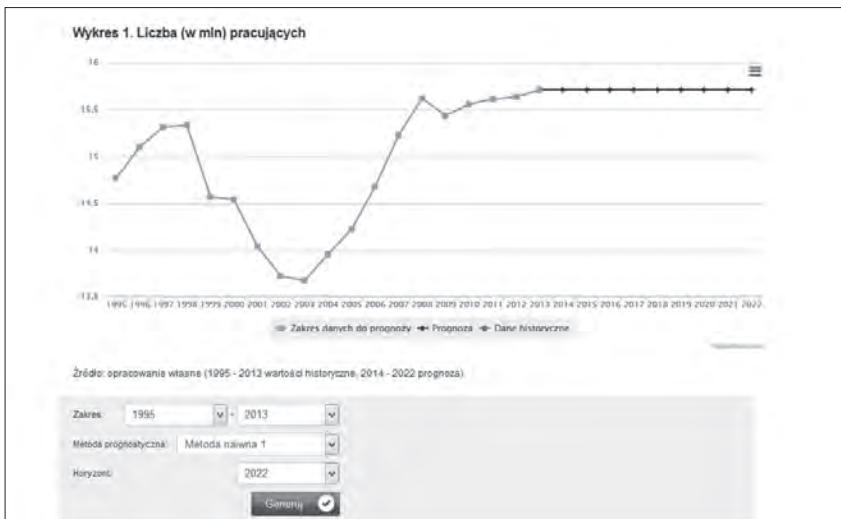 Wykres 1. Liczba (w mln) pracujących
16
15,5
15
14,5
14
13,5
1995 1996 1997 1998 1999 2000 2001 2002 2003 2004 2005 2006 2007 2008 2009 2010 2011 2012 2013 2014 2015 2016 2017 2018 2019 2020 2021 2022
Zakres danych do prognozy Prognoza Dane historyczne
Źródło: opracowanie własne (1995 - 2013 wartości historyczne, 2014 - 2022 prognoza).
Zakres: 1995 - 2013
Metoda prognostyczna: Metoda naiwna 1
Horyzont: 2022
Generuj